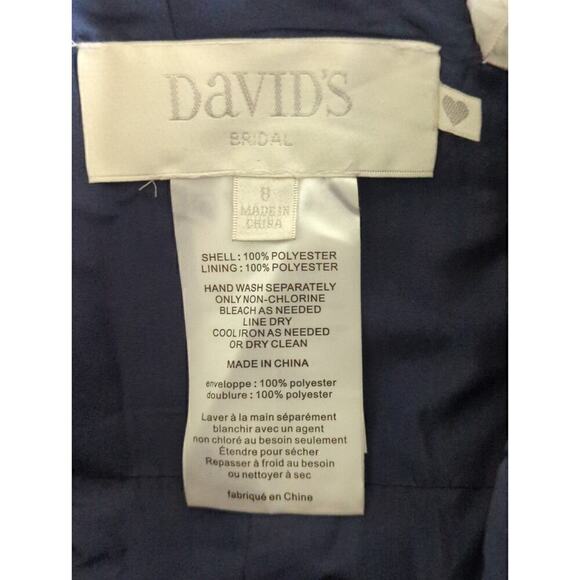 DAVID'S
BRIDAL
8
MADE IN
CHINA
SHELL : 100% POLYESTER
LINING : 100% POLYESTER
HAND WASH SEPARATELY
ONLY NON-CHLORINE
BLEACH AS NEEDED
LINE DRY
COOL IRON AS NEEDED
OR DRY CLEAN
MADE IN CHINA
enveloppe : 100% polyester
doublure : 100% polyester
Laver à la main séparément
blanchir avec un agent
non chloré au besoin seulement
Étendre pour sécher
Repasser à froid au besoin
ou nettoyer à sec
fabriqué en Chine